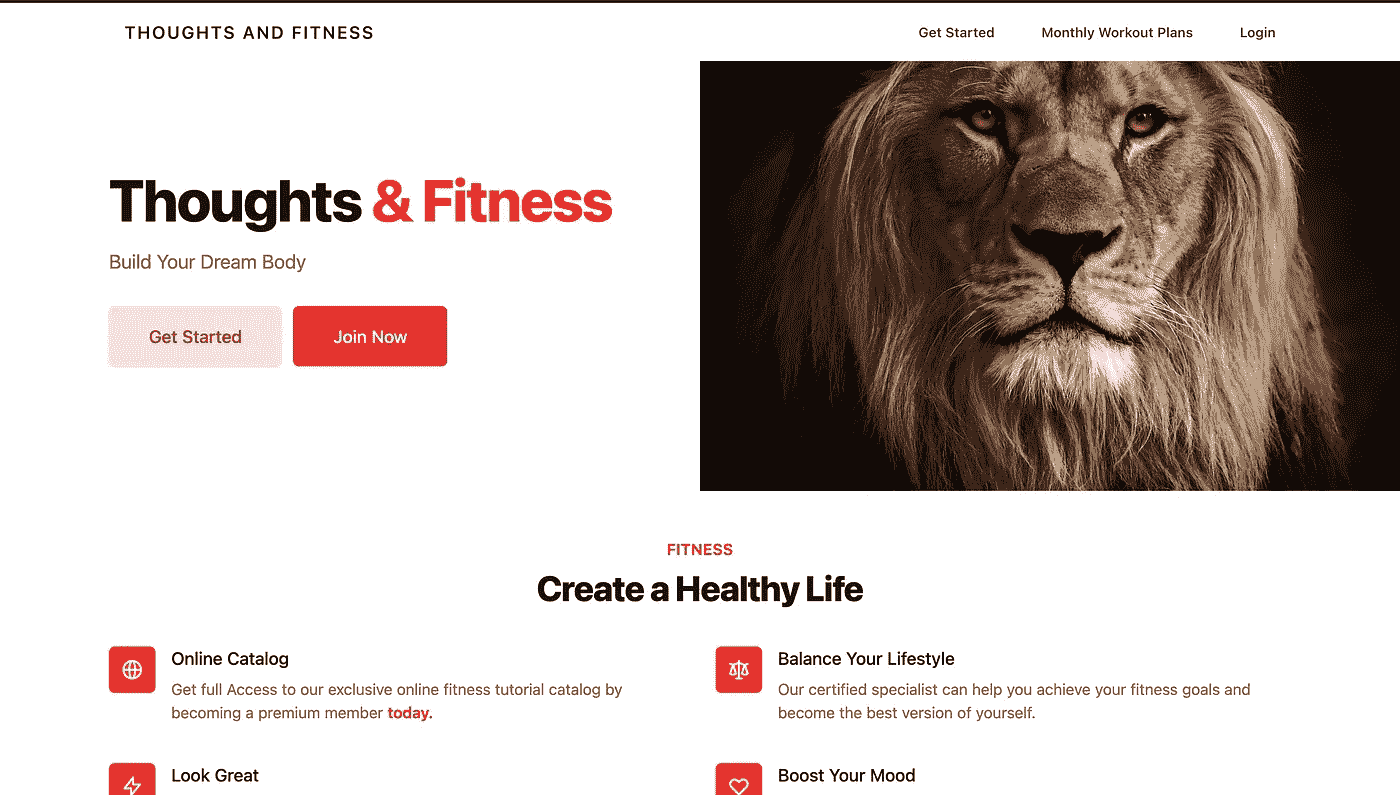 THOUGHTS AND FITNESS
Get Started
Monthly Workout Plans
Login
Thoughts & Fitness
Build Your Dream Body
Get Started
Join Now
FITNESS
Create a Healthy Life
Online Catalog
Get full Access to our exclusive online fitness tutorial catalog by
becoming a premium member today.
Balance Your Lifestyle
Our certified specialist can help you achieve your fitness goals and
become the best version of yourself.
Look Great
Boost Your Mood